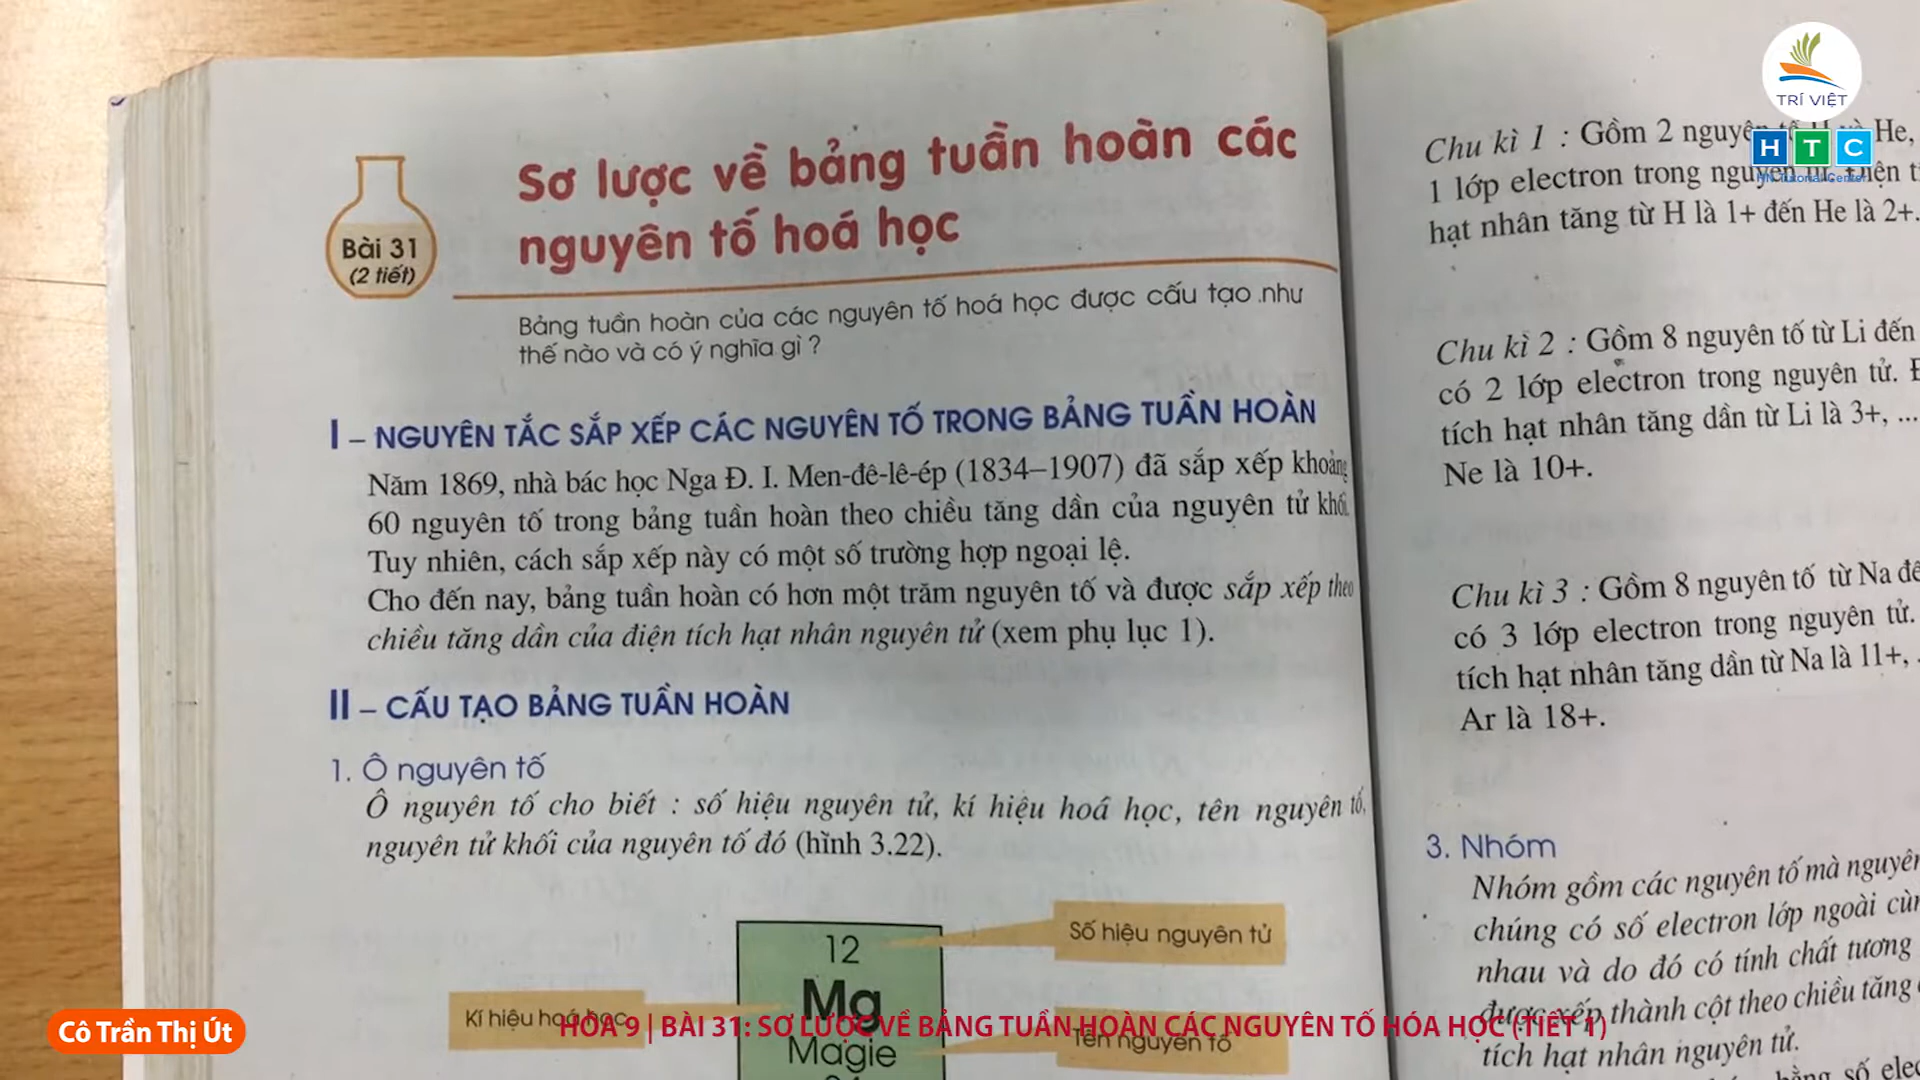 Bài 31
(2 tiết)
Sơ lược về bảng tuần hoàn các
nguyên tố hoá học
Bảng tuần hoàn của các nguyên tố hoá học được cấu tạo như
thế nào và có ý nghĩa gì ?
I – NGUYÊN TẮC SẮP XẾP CÁC NGUYÊN TỐ TRONG BẢNG TUẦN HOÀN
Năm 1869, nhà bác học Nga Đ. I. Men-đê-lê-ép (1834–1907) đã sắp xếp khoảng
60 nguyên tố trong bảng tuần hoàn theo chiều tăng dần của nguyên tử khối.
Tuy nhiên, cách sắp xếp này có một số trường hợp ngoại lệ.
Cho đến nay, bảng tuần hoàn có hơn một trăm nguyên tố và được sắp xếp theo
chiều tăng dần của điện tích hạt nhân nguyên tử (xem phụ lục 1).
II – CẤU TẠO BẢNG TUẦN HOÀN
1. Ô nguyên tố
Ô nguyên tố cho biết : số hiệu nguyên tử, kí hiệu hoá học, tên nguyên tố,
nguyên tử khối của nguyên tố đó (hình 3.22).
12
Mg
Magie
Số hiệu nguyên tử
Kí hiệu hoá học
Tên nguyên tố
Chu kì 1 : Gồm 2 He,
1 lớp electron trong
hạt nhân tăng từ H là 1+ đến He là 2+.
Chu kì 2 : Gồm 8 nguyên tố từ Li đến
có 2 lớp electron trong nguyên tử.
tích hạt nhân tăng dần từ Li là 3+, ...
Ne là 10+.
Chu kì 3 : Gồm 8 nguyên tố từ Na
có 3 lớp electron trong nguyên tử.
tích hạt nhân tăng dần từ Na là 11+,
Ar là 18+.
3. Nhóm
Nhóm gồm các nguyên tố mà
chúng có số electron lớp ngoài
nhau và do đó có tính chất tương
được xếp thành cột theo chiều tăng
tích hạt nhân nguyên tử.
số
TRÍ VIỆT
HTC
HN Tutorial Center
Cô Trần Thị Út
HÓA 9 | BÀI 31: SƠ LƯỢC VỀ BẢNG TUẦN HOÀN CÁC NGUYÊN TỐ HÓA HỌC (TIẾT 1)